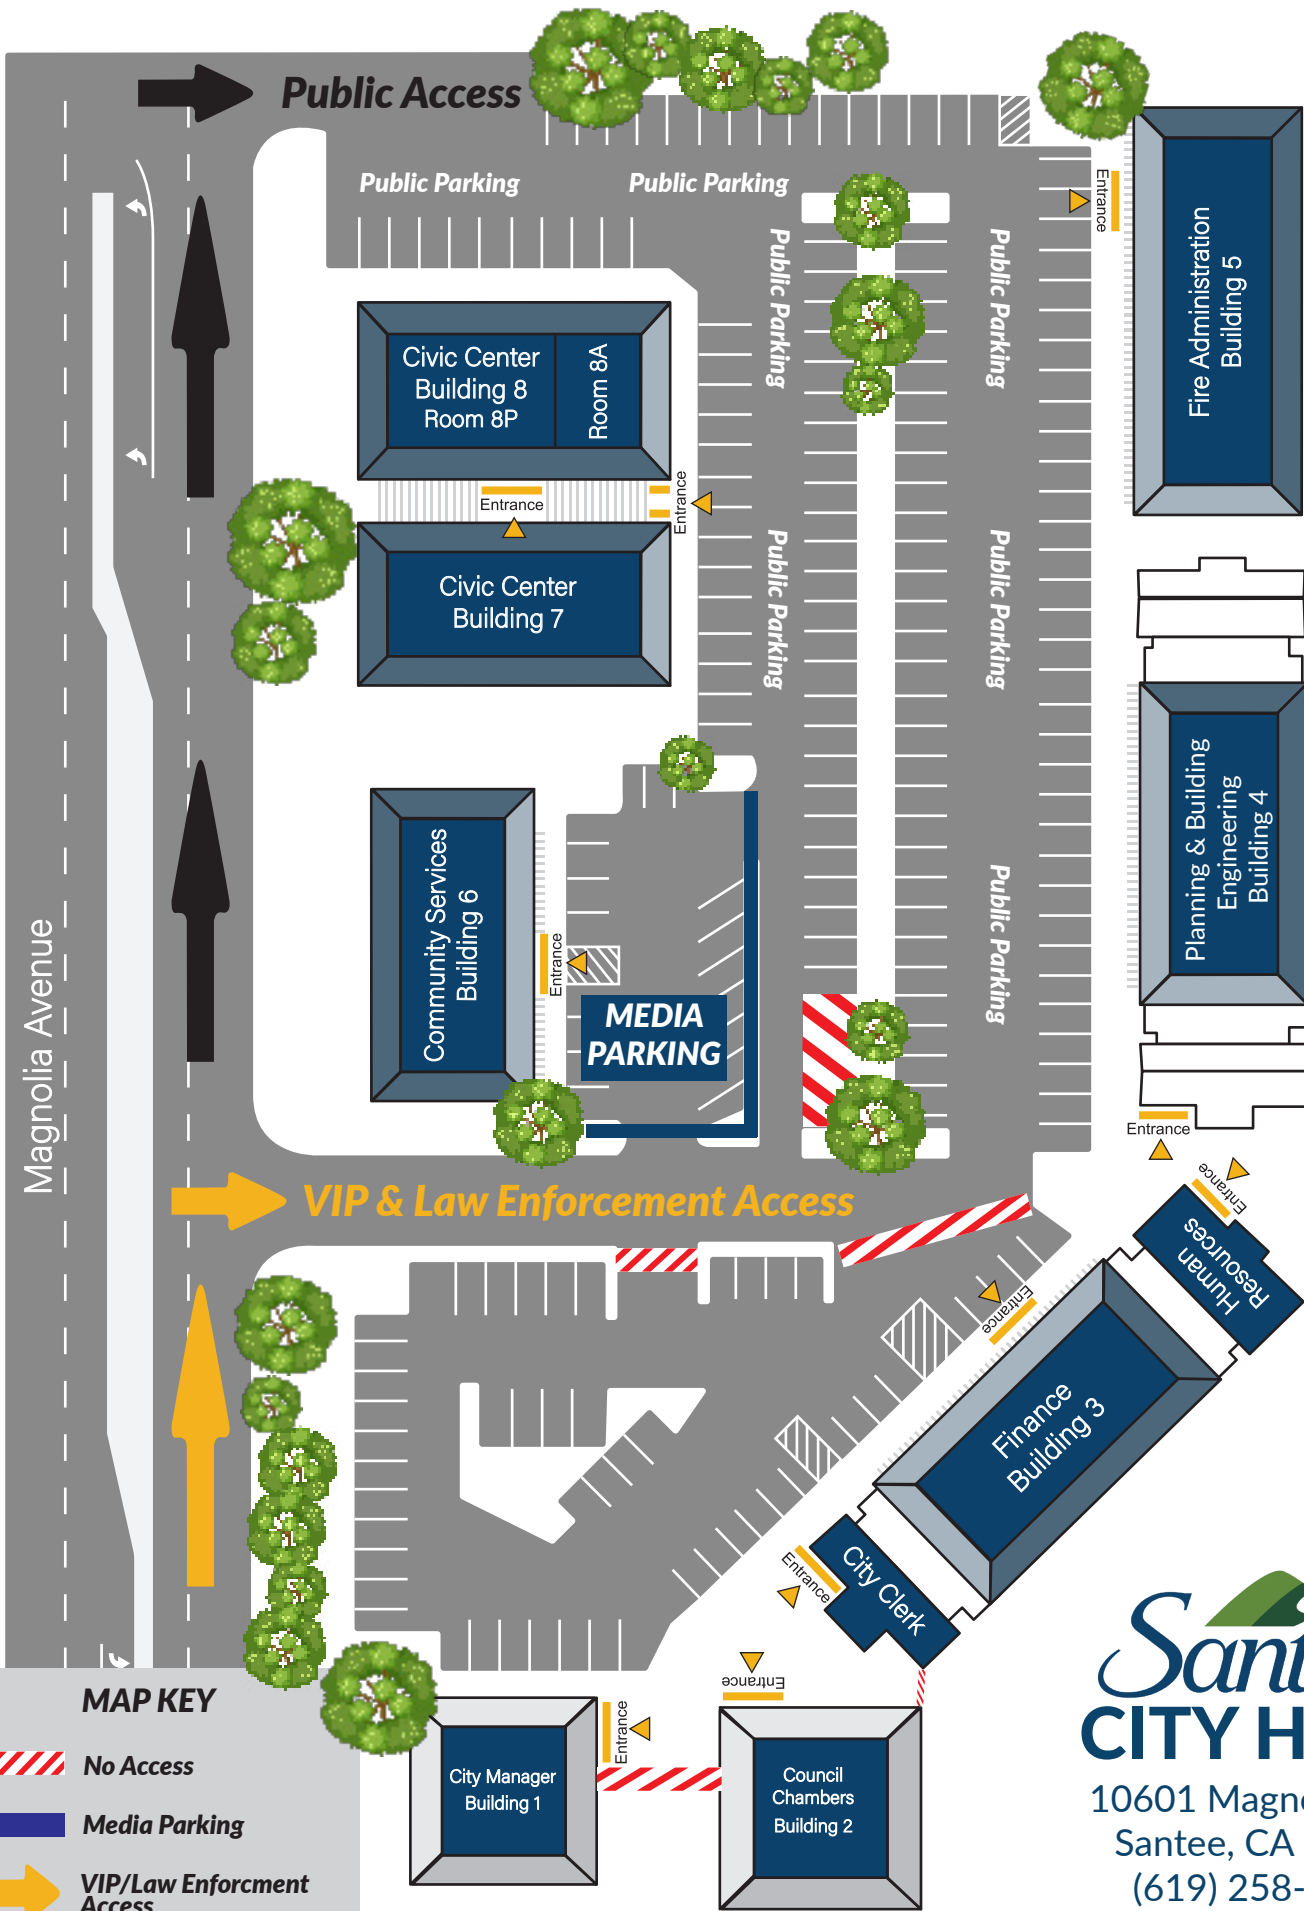 Public Access
Public Parking
Public Parking
Public Parking
Public Parking
Entrance
Fire Administration
Building 5
Civic Center
Building 8
Room 8P
Room 8A
Entrance
Entrance
Civic Center
Building 7
Public Parking
Public Parking
Planning & Building
Engineering
Building 4
Community Services
Building 6
Entrance
MEDIA
PARKING
Public Parking
Magnolia Avenue
Entrance
VIP & Law Enforcement Access
Entrance
Human
Resources
Entrance
Finance
Building 3
Entrance
City Clerk
Entrance
Entrance
City Manager
Building 1
Council
Chambers
Building 2
MAP KEY
No Access
Media Parking
VIP/Law Enforcment
Access
CITY H
10601 Magn
Santee, CA
(619) 258-